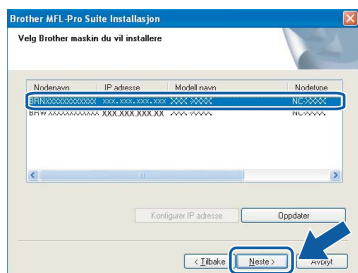 Brother MFL-Pro Suite Installasjon
Velg Brother maskin du vil installere
Nodenavn IP adresse Modell navn Nodetype
BRNXXXXXXXXXXXX xxx.xxx.xxx.xxx XXX-XXXX NC-XXXX
BRWXXXXXXXXXXXX XXX.XXX.XXX.XX XXX-XXXX NC-XXXX
Konfigurer IP adresse Oppdater
< Tilbake Neste > Avbryt